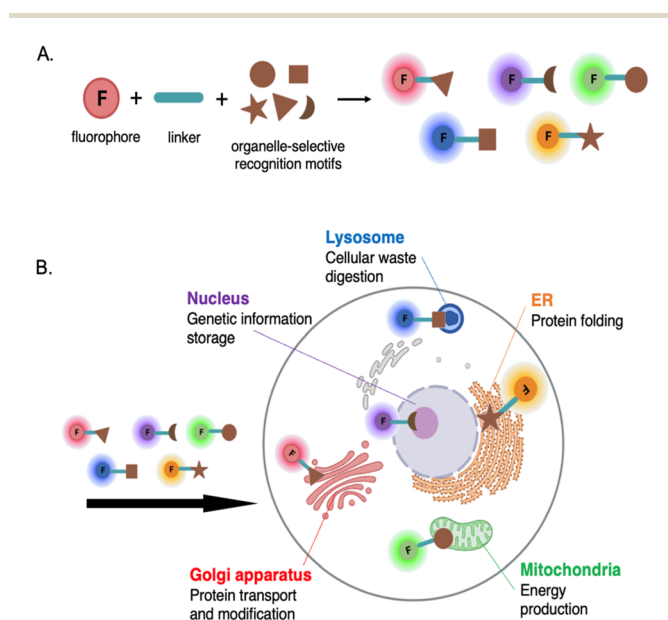 A.
F + + 
fluorophore
linker
organelle-selective
recognition motifs
F
F
F
F
F
B.
Lysosome
Cellular waste
digestion
Nucleus
Genetic information
storage
ER
Protein folding
F
F
F
F
F
F
F
F
F
F
Golgi apparatus
Protein transport
and modification
Mitochondria
Energy
production